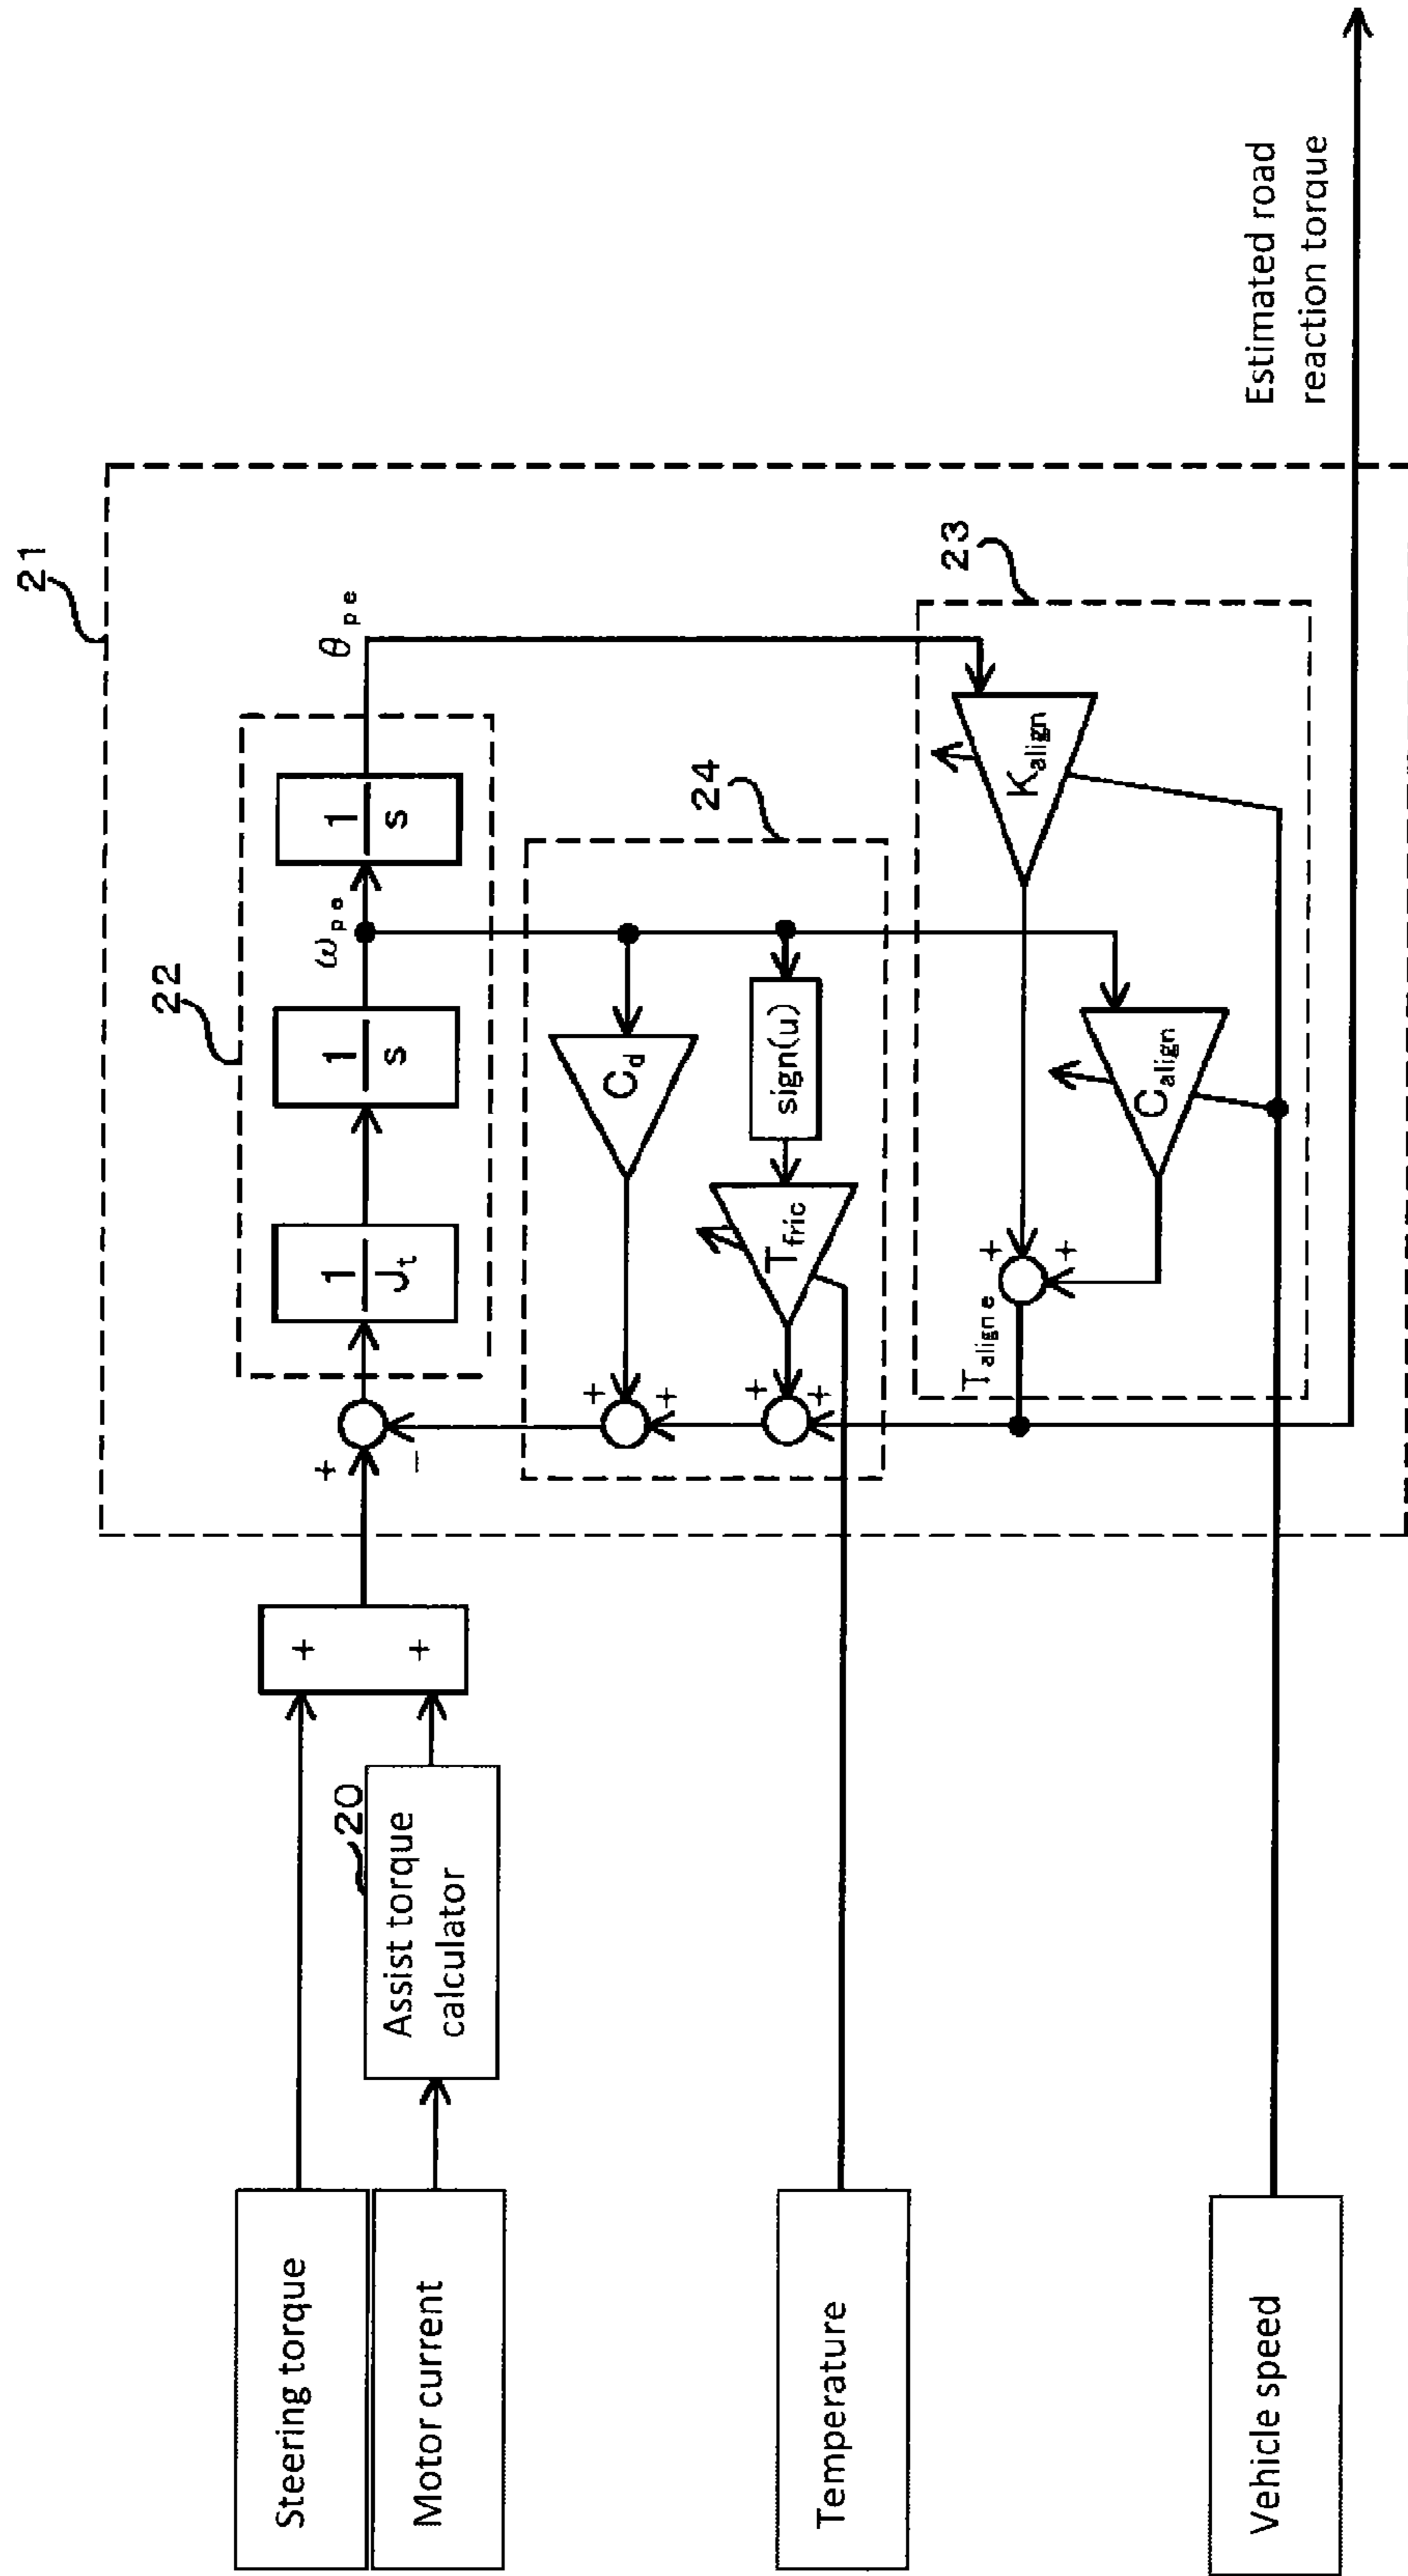 21
22
1
J_t
1
s
ω_pe
1
s
θ_pe
+
−
Steering torque
+
+
20
Assist torque
calculator
Motor current
24
C_d
+
+
sign(u)
T_fric
+
+
Temperature
23
K_align
+
+
T_aligne
C_align
Vehicle speed
Estimated road
reaction torque